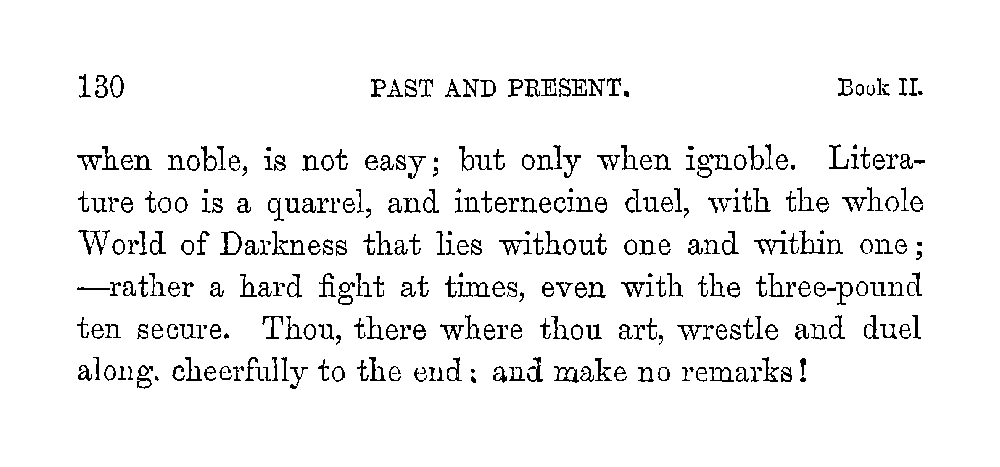 130 PAST AND PRESENT. Book II.
when noble, is not easy; but only when ignoble. Litera-
ture too is a quarrel, and internecine duel, with the whole
World of Darkness that lies without one and within one;
—rather a hard fight at times, even with the three-pound
ten secure. Thou, there where thou art, wrestle and duel
along, cheerfully to the end; and make no remarks!